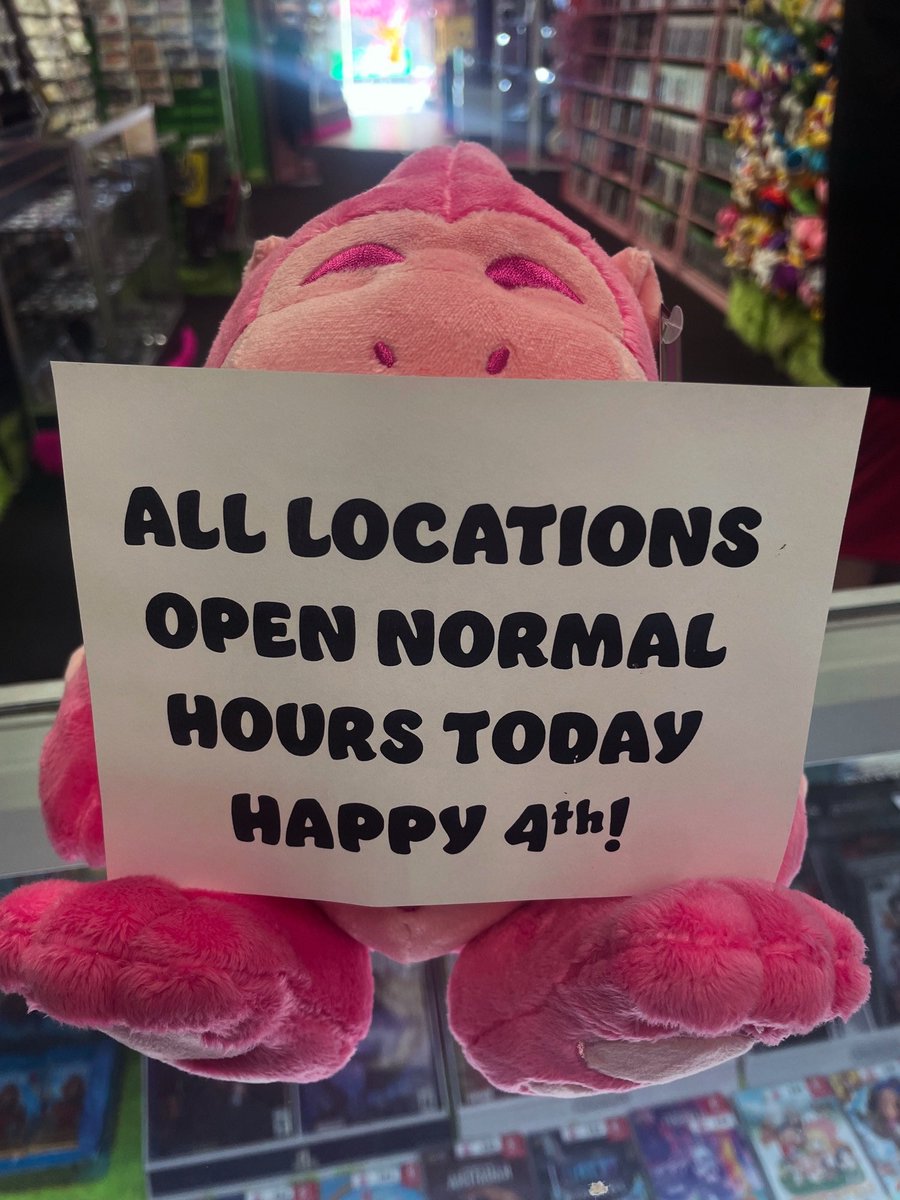 ALL LOCATIONS
OPEN NORMAL
HOURS TODAY
HAPPY 4th!